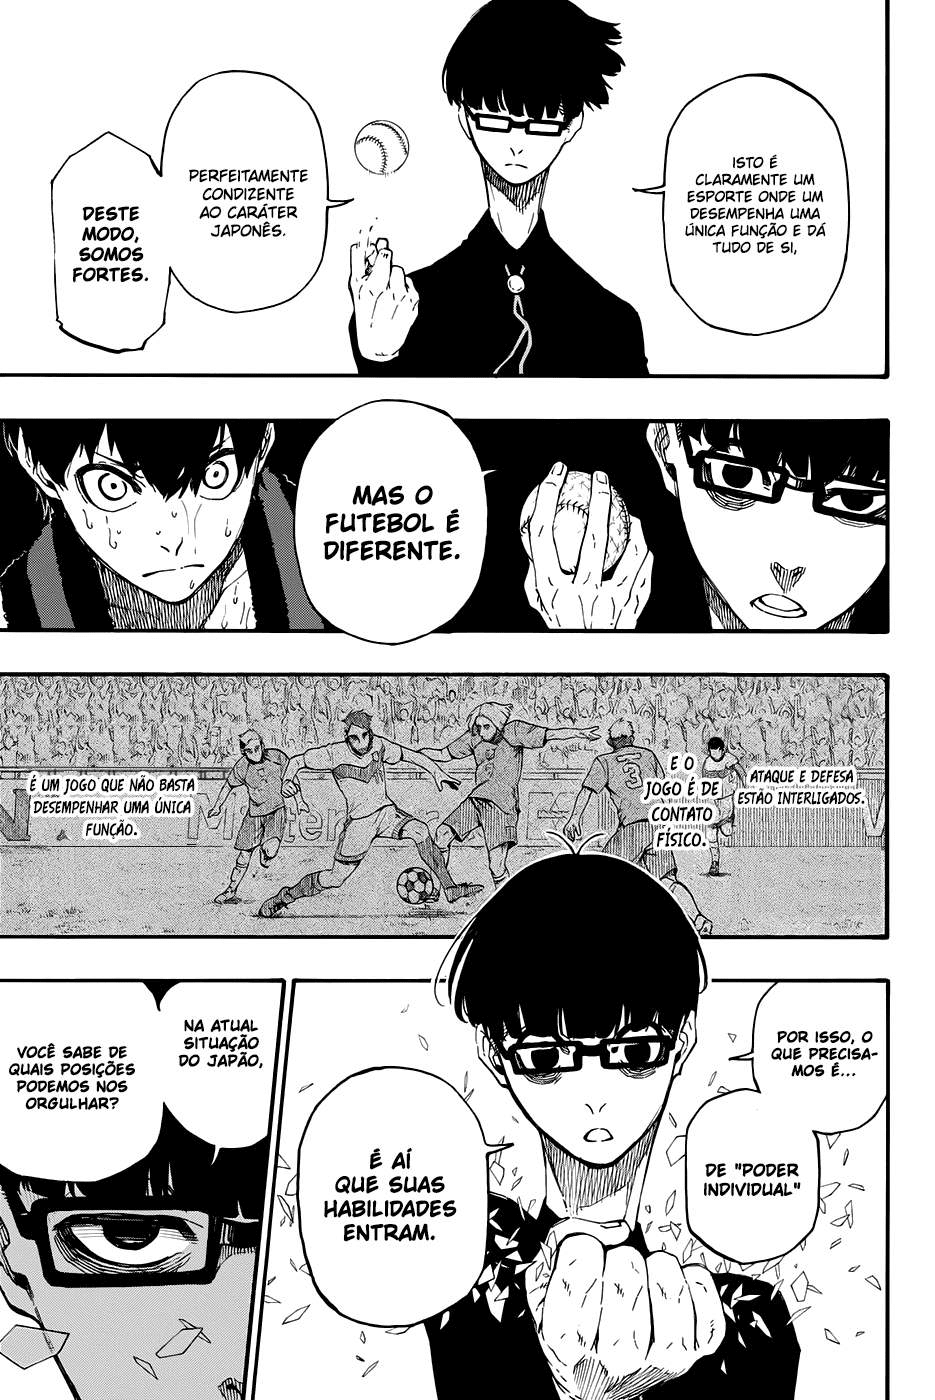 ISTO É
CLARAMENTE UM
ESPORTE ONDE UM
DESEMPENHA UMA
ÚNICA FUNÇÃO E DÁ
TUDO DE SI,
PERFEITAMENTE
CONDIZENTE
AO CARÁTER
JAPONÊS.
DESTE
MODO,
SOMOS
FORTES.
MAS O
FUTEBOL É
DIFERENTE.
ATAQUE E DEFESA
ESTÃO INTERLIGADOS.
E O
JOGO É DE
CONTATO
FÍSICO.
3
É UM JOGO QUE NÃO BASTA
DESEMPENHAR UMA ÚNICA
FUNÇÃO.
POR ISSO, O
QUE PRECISA-
MOS É...
DE "PODER
INDIVIDUAL"
É AÍ
QUE SUAS
HABILIDADES
ENTRAM.
NA ATUAL
SITUAÇÃO
DO JAPÃO,
VOCÊ SABE DE
QUAIS POSIÇÕES
PODEMOS NOS
ORGULHAR?